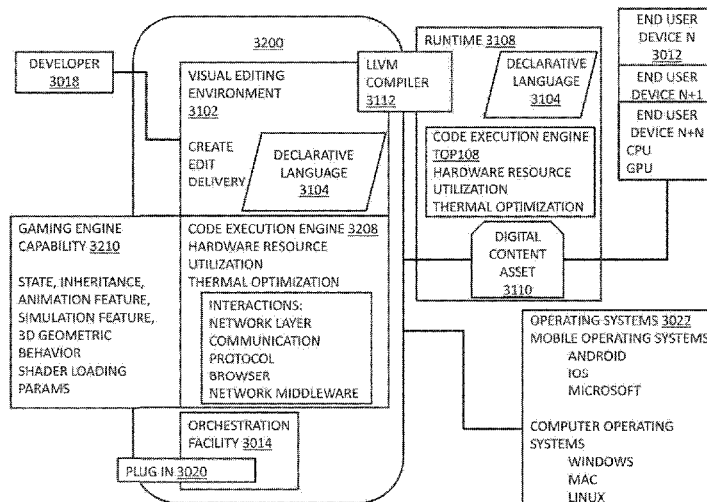 DEVELOPER
3018
3200
VISUAL EDITING
ENVIRONMENT
3102
CREATE
EDIT
DELIVERY
DECLARATIVE
LANGUAGE
3104
LLVM
COMPILER
3112
RUNTIME 3108
DECLARATIVE
LANGUAGE
3104
CODE EXECUTION ENGINE
TOP108
HARDWARE RESOURCE
UTILIZATION
THERMAL OPTIMIZATION
DIGITAL
CONTENT
ASSET
3110
END USER
DEVICE N
3012
END USER
DEVICE N+1
END USER
DEVICE N+N
CPU
GPU
GAMING ENGINE
CAPABILITY 3210
STATE, INHERITANCE,
ANIMATION FEATURE,
SIMULATION FEATURE,
3D GEOMETRIC
BEHAVIOR
SHADER LOADING
PARAMS
CODE EXECUTION ENGINE 3208
HARDWARE RESOURCE
UTILIZATION
THERMAL OPTIMIZATION
INTERACTIONS:
NETWORK LAYER
COMMUNICATION
PROTOCOL
BROWSER
NETWORK MIDDLEWARE
ORCHESTRATION
FACILITY 3014
PLUG IN 3020
OPERATING SYSTEMS 3022
MOBILE OPERATING SYSTEMS
ANDROID
IOS
MICROSOFT
COMPUTER OPERATING
SYSTEMS
WINDOWS
MAC
LINUX